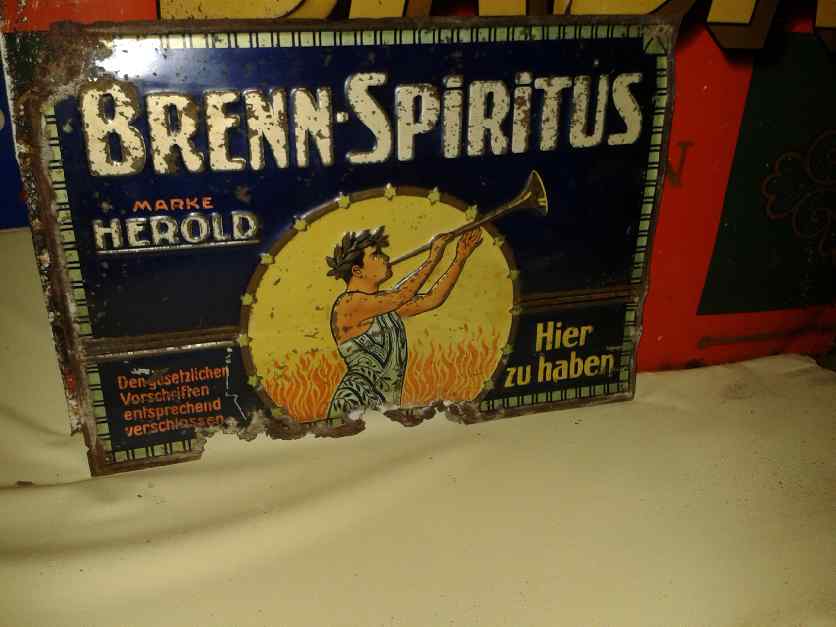 BRENN-SPIRITUS
MARKE
HEROLD
Hier
zu haben
Den gesetzlichen
Vorschriften
entsprechend
verschlossen